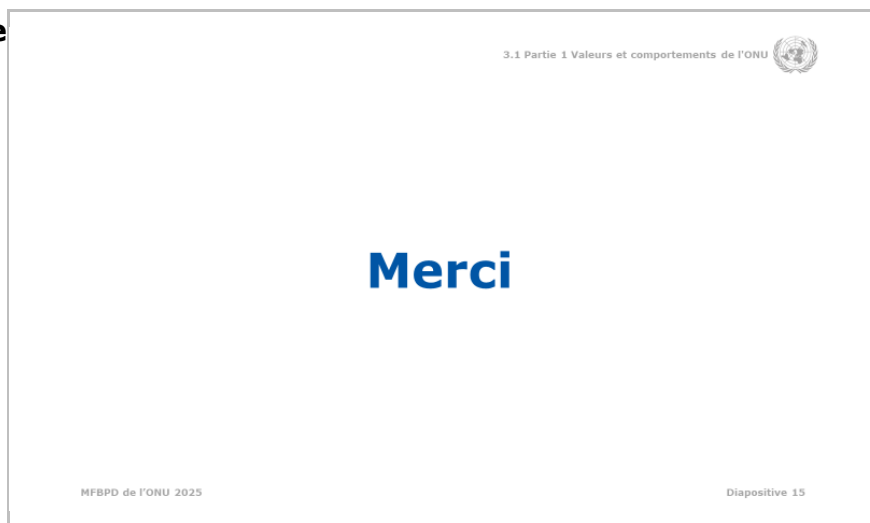 e
3.1 Partie 1 Valeurs et comportements de l'ONU
Merci
MFBPD de l'ONU 2025
Diapositive 15